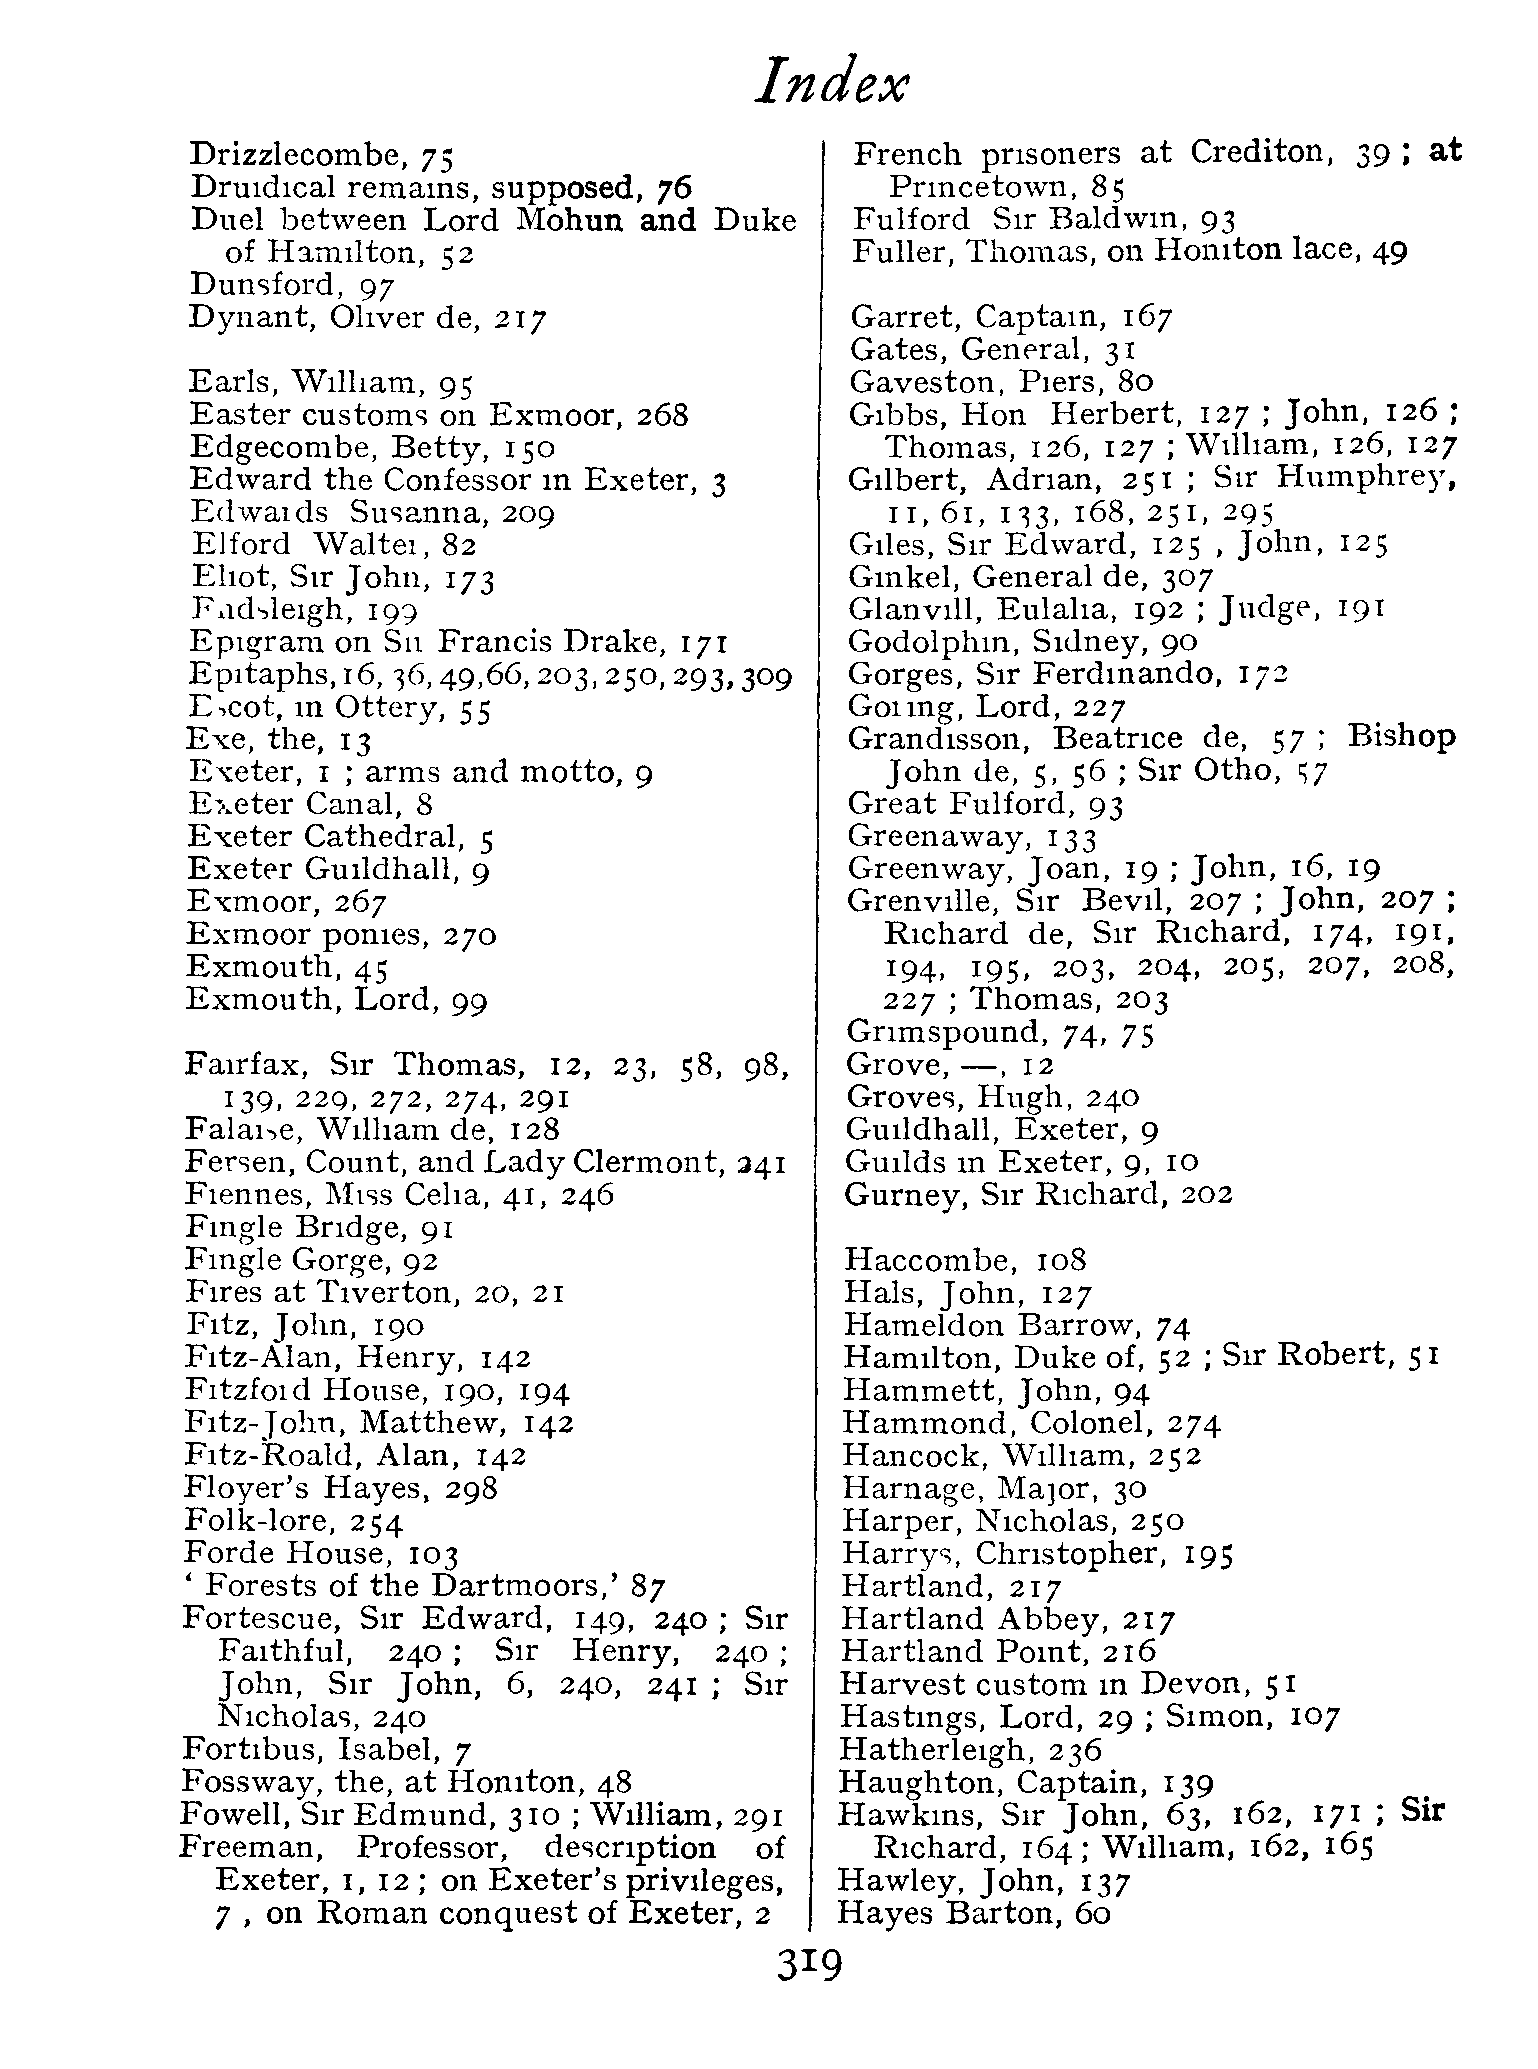 Index
Drizzlecombe, 75
Druidical remains, supposed, 76
Duel between Lord Mohun and Duke
of Hamilton, 52
Dunsford, 97
Dynant, Oliver de, 217
Earls, William, 95
Easter customs on Exmoor, 268
Edgecombe, Betty, 150
Edward the Confessor in Exeter, 3
Edwards Susanna, 209
Elford Walter, 82
Eliot, Sir John, 173
Endsleigh, 199
Epigram on Sir Francis Drake, 171
Epitaphs, 16, 36, 49, 66, 203, 250, 293, 309
Escot, in Ottery, 55
Exe, the, 13
Exeter, 1 ; arms and motto, 9
Exeter Canal, 8
Exeter Cathedral, 5
Exeter Guildhall, 9
Exmoor, 267
Exmoor ponies, 270
Exmouth, 45
Exmouth, Lord, 99
Fairfax, Sir Thomas, 12, 23, 58, 98,
139, 229, 272, 274, 291
Falaise, William de, 128
Fersen, Count, and Lady Clermont, 241
Fiennes, Miss Celia, 41, 246
Fingle Bridge, 91
Fingle Gorge, 92
Fires at Tiverton, 20, 21
Fitz, John, 190
Fitz-Alan, Henry, 142
Fitzford House, 190, 194
Fitz-John, Matthew, 142
Fitz-Roald, Alan, 142
Floyer's Hayes, 298
Folk-lore, 254
Forde House, 103
' Forests of the Dartmoors,' 87
Fortescue, Sir Edward, 149, 240 ; Sir
Faithful, 240 ; Sir Henry, 240 ;
John, Sir John, 6, 240, 241 ; Sir
Nicholas, 240
Fortibus, Isabel, 7
Fossway, the, at Honiton, 48
Fowell, Sir Edmund, 310 ; William, 291
Freeman, Professor, description of
Exeter, 1, 12 ; on Exeter's privileges,
7 , on Roman conquest of Exeter, 2
French prisoners at Crediton, 39 ; at
Princetown, 85
Fulford Sir Baldwin, 93
Fuller, Thomas, on Honiton lace, 49
Garret, Captain, 167
Gates, General, 31
Gaveston, Piers, 80
Gibbs, Hon Herbert, 127 ; John, 126 ;
Thomas, 126, 127 ; William, 126, 127
Gilbert, Adrian, 251 ; Sir Humphrey,
11, 61, 133, 168, 251, 295
Giles, Sir Edward, 125 , John, 125
Ginkel, General de, 307
Glanvill, Eulalia, 192 ; Judge, 191
Godolphin, Sidney, 90
Gorges, Sir Ferdinando, 172
Goring, Lord, 227
Grandisson, Beatrice de, 57 ; Bishop
John de, 5, 56 ; Sir Otho, 57
Great Fulford, 93
Greenaway, 133
Greenway, Joan, 19 ; John, 16, 19
Grenville, Sir Bevil, 207 ; John, 207 ;
Richard de, Sir Richard, 174, 191,
194, 195, 203, 204, 205, 207, 208,
227 ; Thomas, 203
Grimspound, 74, 75
Grove, —, 12
Groves, Hugh, 240
Guildhall, Exeter, 9
Guilds in Exeter, 9, 10
Gurney, Sir Richard, 202
Haccombe, 108
Hals, John, 127
Hameldon Barrow, 74
Hamilton, Duke of, 52 ; Sir Robert, 51
Hammett, John, 94
Hammond, Colonel, 274
Hancock, William, 252
Harnage, Major, 30
Harper, Nicholas, 250
Harrys, Christopher, 195
Hartland, 217
Hartland Abbey, 217
Hartland Point, 216
Harvest custom in Devon, 51
Hastings, Lord, 29 ; Simon, 107
Hatherleigh, 236
Haughton, Captain, 139
Hawkins, Sir John, 63, 162, 171 ; Sir
Richard, 164 ; William, 162, 165
Hawley, John, 137
Hayes Barton, 60
319